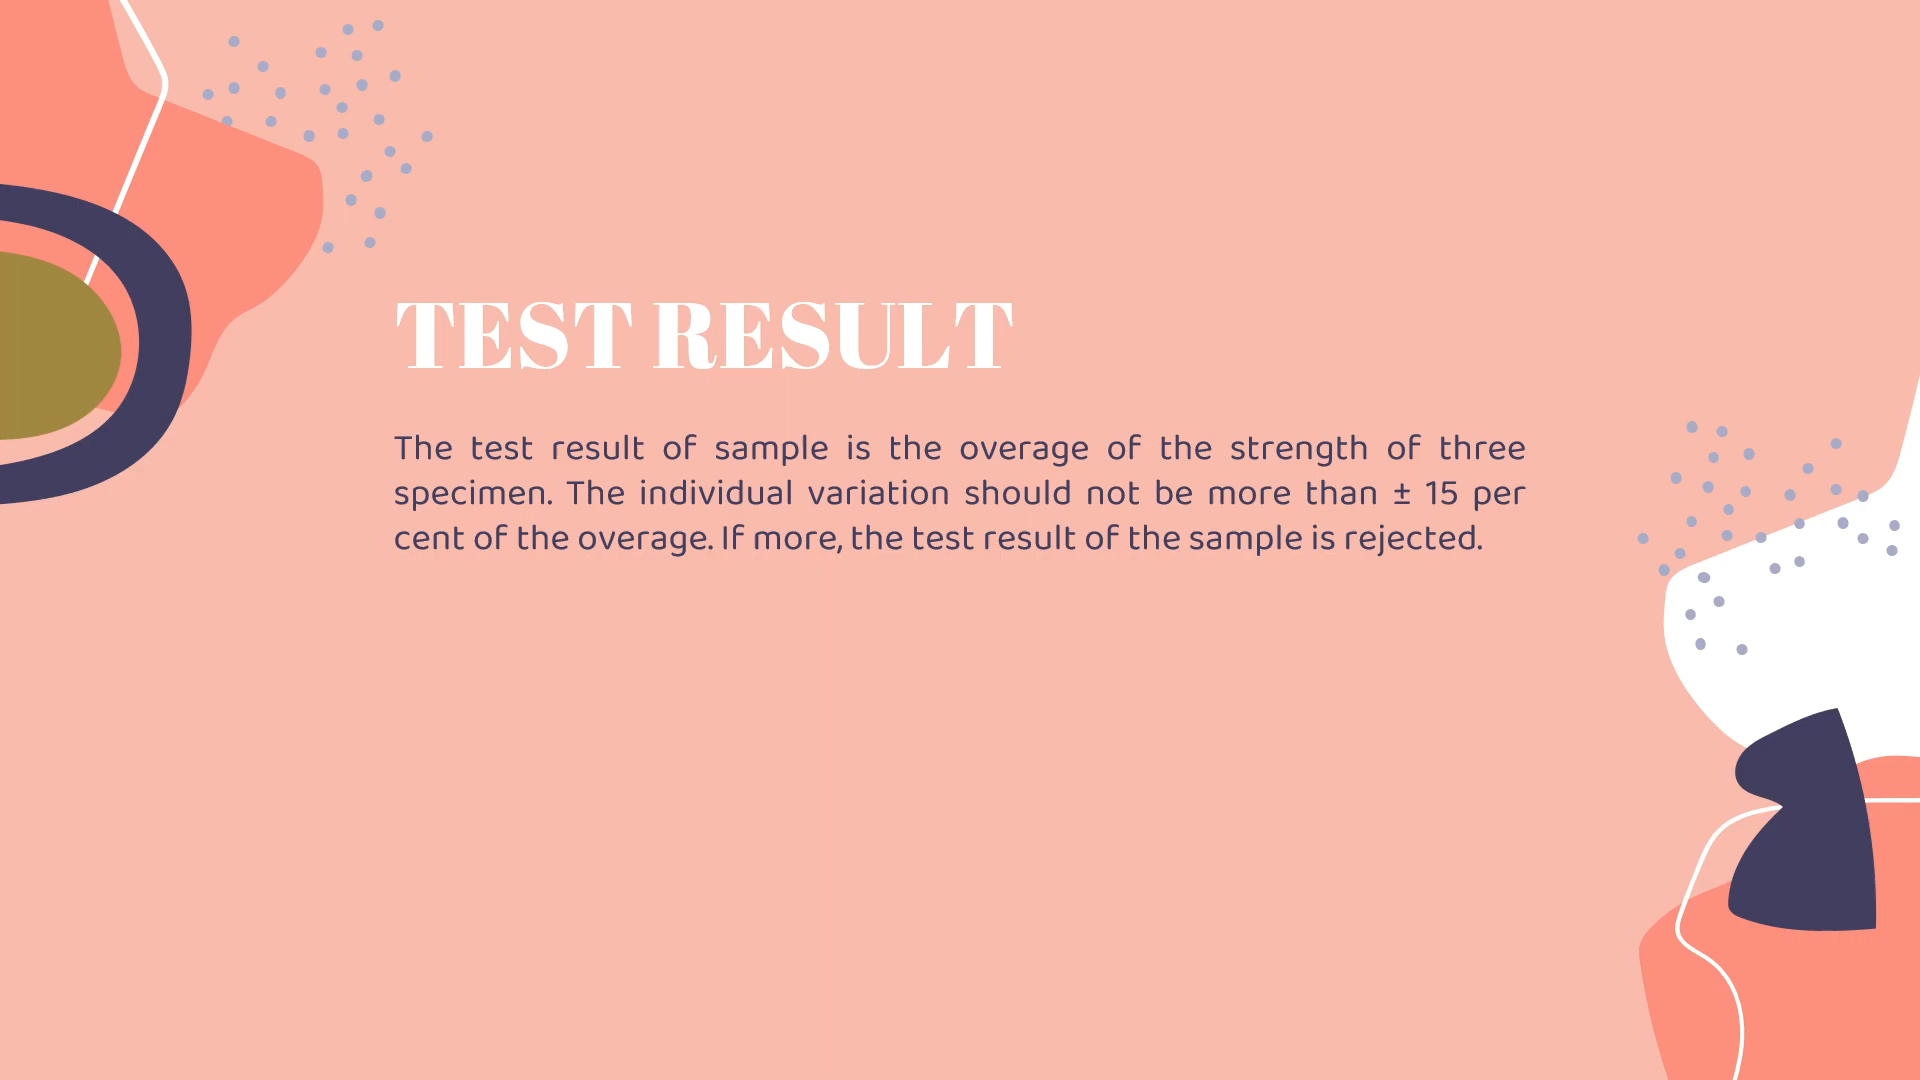 TEST RESULT
The test result of sample is the overage of the strength of three
specimen. The individual variation should not be more than ± 15 per
cent of the overage. If more, the test result of the sample is rejected.